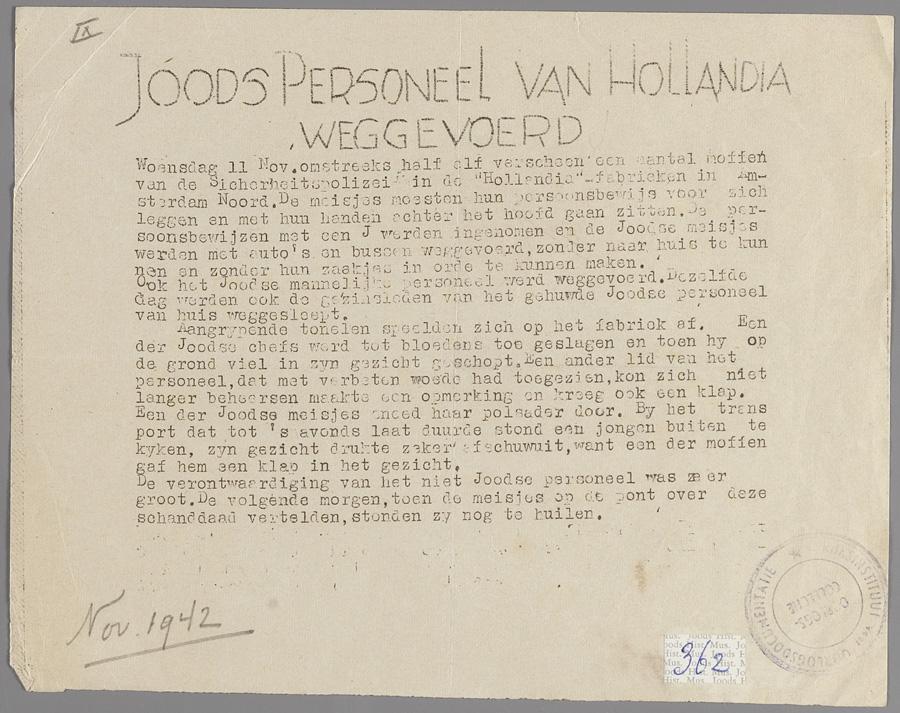 IX
JOODS PERSONEEL VAN HOLLANDIA
WEGGEVOERD
Woensdag 11 Nov.omstreeks half elf verscheen een aantal moffen
van de Sicherheitspolizei in de "Hollandia"-fabrieken in Am-
sterdam Noord.De meisjes moesten hun persoonsbewijs voor zich
leggen en met hun handen achter het hoofd gaan zitten.De per-
soonsbewijzen met een J werden ingenomen en de Joodse meisjes
werden met auto's en bussen weggevoerd,zonder naar huis te kun
nen en zonder hun zaakjes in orde te kunnen maken.
Ook het Joodse mannelijke personeel werd weggevoerd.Dezelfde
dag werden ook de gezinsleden van het gehuwde Joodse personeel
van huis weggesleept.
Aangrypende tonelen speelden zich op het fabriek af. Een
der Joodse chefs werd tot bloedens toe geslagen en toen hy op
de grond viel in zyn gezicht geschopt.Een ander lid van het
personeel,dat met verbeten woede had toegezien,kon zich niet
langer beheersen maakte een opmerking en kreeg ook een klap.
Een der Joodse meisjes sneed haar polsader door. By het trans
port dat tot 's avonds laat duurde stond een jongen buiten te
kyken, zyn gezicht drukte zeker afschuwuit,want een der moffen
gaf hem een klap in het gezicht.
De verontwaardiging van het niet Joodse personeel was zeer
groot.De volgende morgen,toen de meisjes op de pont over deze
schanddaad vertelden,stonden zy nog te huilen.
Nov. 1942
362
RIJKSINSTITUUT VOOR OORLOGSDOCUMENTATIE
OORLOGS-
COLLECTIE